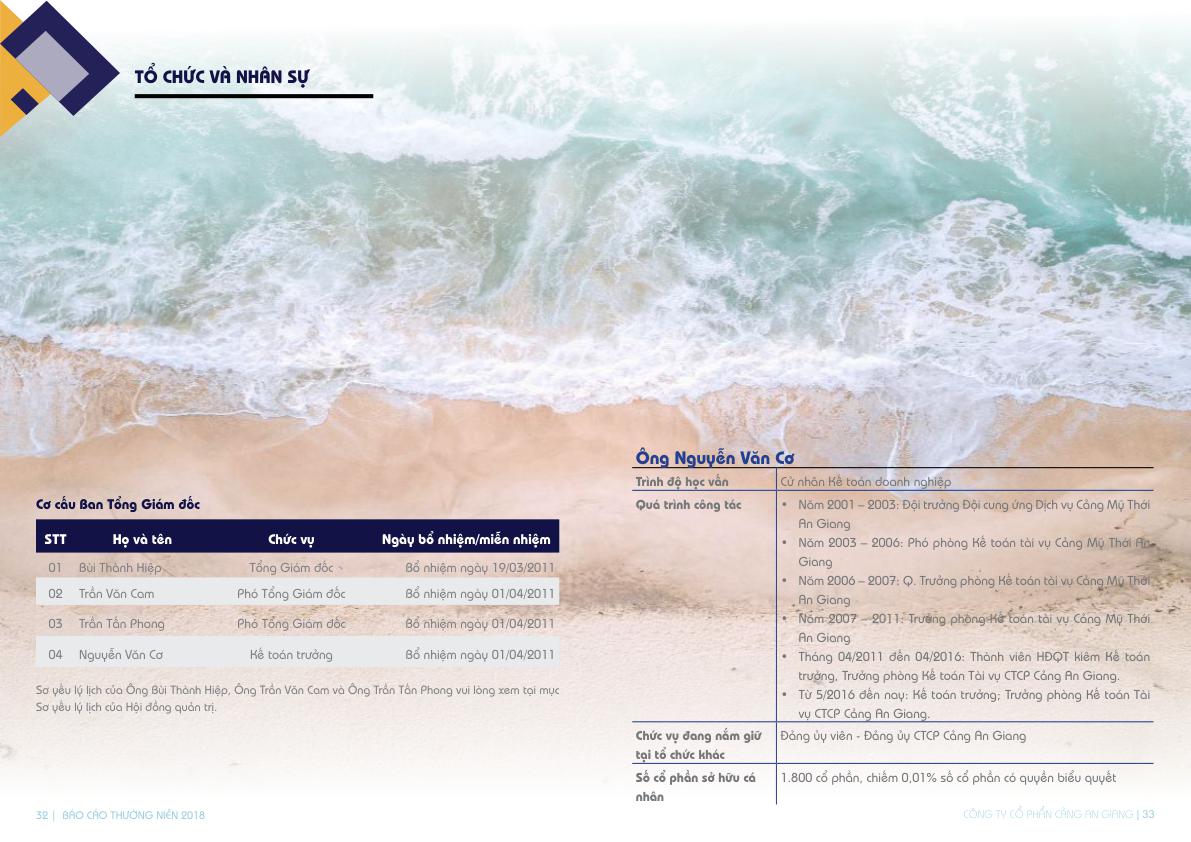 TỔ CHỨC VÀ NHÂN SỰ
Cơ cấu Ban Tổng Giám đốc
STT Họ và tên Chức vụ Ngày bổ nhiệm/miễn nhiệm
01 Bùi Thành Hiệp Tổng Giám đốc Bổ nhiệm ngày 19/03/2011
02 Trần Văn Cam Phó Tổng Giám đốc Bổ nhiệm ngày 01/04/2011
03 Trần Tấn Phong Phó Tổng Giám đốc Bổ nhiệm ngày 01/04/2011
04 Nguyễn Văn Cơ Kế toán trưởng Bổ nhiệm ngày 01/04/2011
Sơ yếu lý lịch của Ông Bùi Thành Hiệp, Ông Trần Văn Cam và Ông Trần Tấn Phong vui lòng xem tại mục
Sơ yếu lý lịch của Hội đồng quản trị.
32 | BÁO CÁO THƯỜNG NIÊN 2018
Ông Nguyễn Văn Cơ
Trình độ học vấn Cử nhân Kế toán doanh nghiệp
Quá trình công tác • Năm 2001 – 2003: Đội trưởng Đội cung ứng Dịch vụ Cảng Mỹ Thới
An Giang
• Năm 2003 – 2006: Phó phòng Kế toán tài vụ Cảng Mỹ Thới An
Giang
• Năm 2006 – 2007: Q. Trưởng phòng Kế toán tài vụ Cảng Mỹ Thới
An Giang
• Năm 2007 – 2011: Trưởng phòng Kế toán tài vụ Cảng Mỹ Thới
An Giang
• Tháng 04/2011 đến 04/2016: Thành viên HĐQT kiêm Kế toán
trưởng, Trưởng phòng Kế toán Tài vụ CTCP Cảng An Giang.
• Từ 5/2016 đến nay: Kế toán trưởng; Trưởng phòng Kế toán Tài
vụ CTCP Cảng An Giang.
Chức vụ đang nắm giữ Đảng ủy viên - Đảng ủy CTCP Cảng An Giang
tại tổ chức khác
Số cổ phần sở hữu cá 1.800 cổ phần, chiếm 0,01% số cổ phần có quyền biểu quyết
nhân
CÔNG TY CỔ PHẦN CẢNG AN GIANG | 33